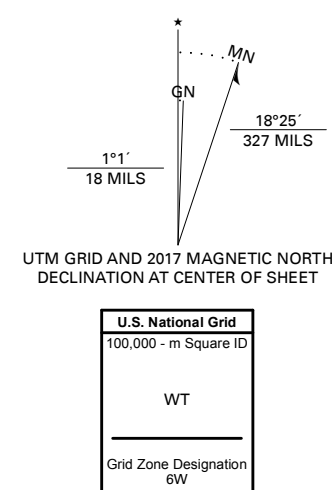 ★
MN
GN
18°25´
327 MILS
1°1´
18 MILS
UTM GRID AND 2017 MAGNETIC NORTH
DECLINATION AT CENTER OF SHEET
U.S. National Grid
100,000 - m Square ID
WT
Grid Zone Designation
6W